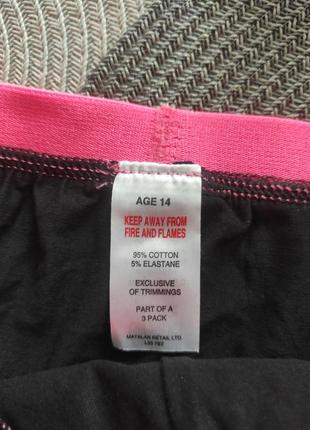 AGE 14
KEEP AWAY FROM
FIRE AND FLAMES
95% COTTON
5% ELASTANE
EXCLUSIVE
OF TRIMMINGS
PART OF A
3 PACK
MATALAN RETAIL LTD.